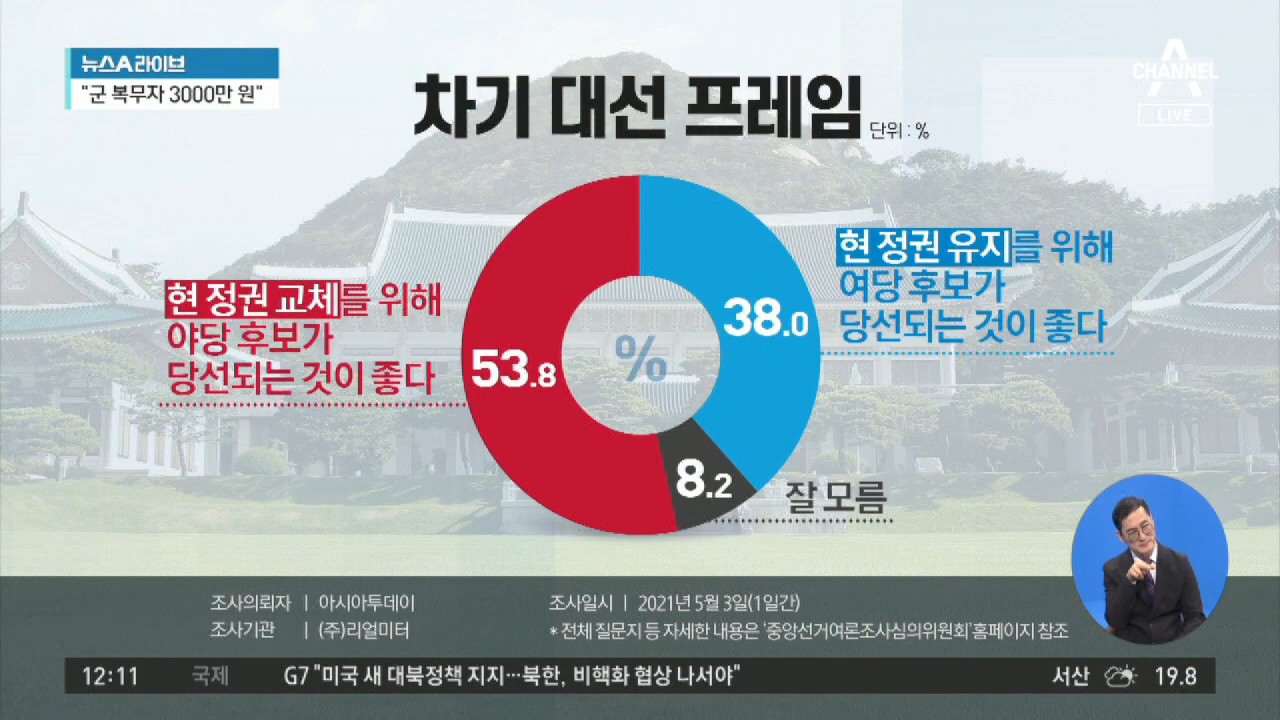 뉴스A 라이브
"군 복무자 3000만 원"
CHANNEL A
LIVE
차기 대선 프레임
단위 : %
현 정권 교체를 위해
야당 후보가
당선되는 것이 좋다
53.8
%
38.0
현 정권 유지를 위해
여당 후보가
당선되는 것이 좋다
8.2
잘 모름
조사의뢰자 | 아시아투데이
조사기관 | (주)리얼미터
조사일시 | 2021년 5월 3일(1일간)
* 전체 질문지 등 자세한 내용은 '중앙선거여론조사심의위원회' 홈페이지 참조
12:11 국제 G7 "미국 새 대북정책 지지…북한, 비핵화 협상 나서야" 서산 19.8